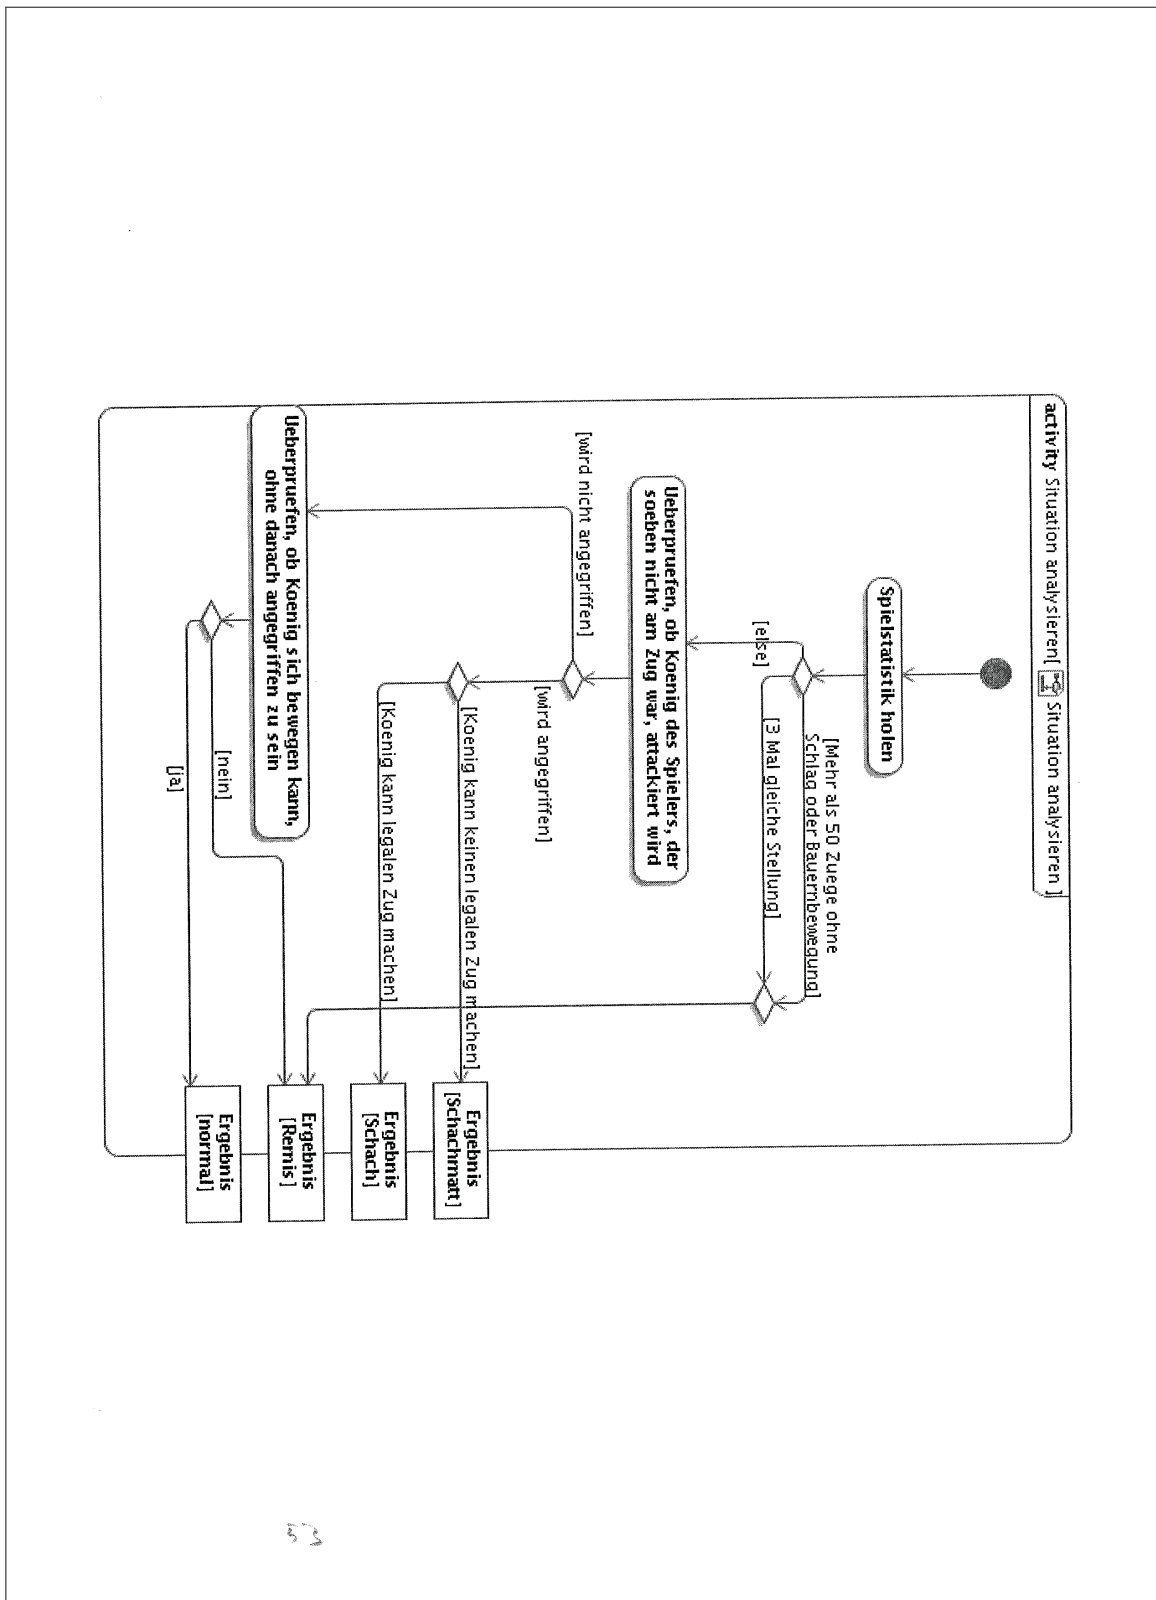 activity Situation analysieren[ Situation analysieren ]
Spielstatistik holen
[Mehr als 50 Zuege ohne
Schlag oder Bauernbewegung]
[else]
[3 Mal gleiche Stellung]
Ueberpruefen, ob Koenig des Spielers, der
soeben nicht am Zug war, attackiert wird
[wird nicht angegriffen]
[wird angegriffen]
[Koenig kann keinen legalen Zug machen]
[Koenig kann legalen Zug machen]
Ueberpruefen, ob Koenig sich bewegen kann,
ohne danach angegriffen zu sein
[nein]
[ja]
Ergebnis
[Schachmatt]
Ergebnis
[Schach]
Ergebnis
[Remis]
Ergebnis
[normal]
53